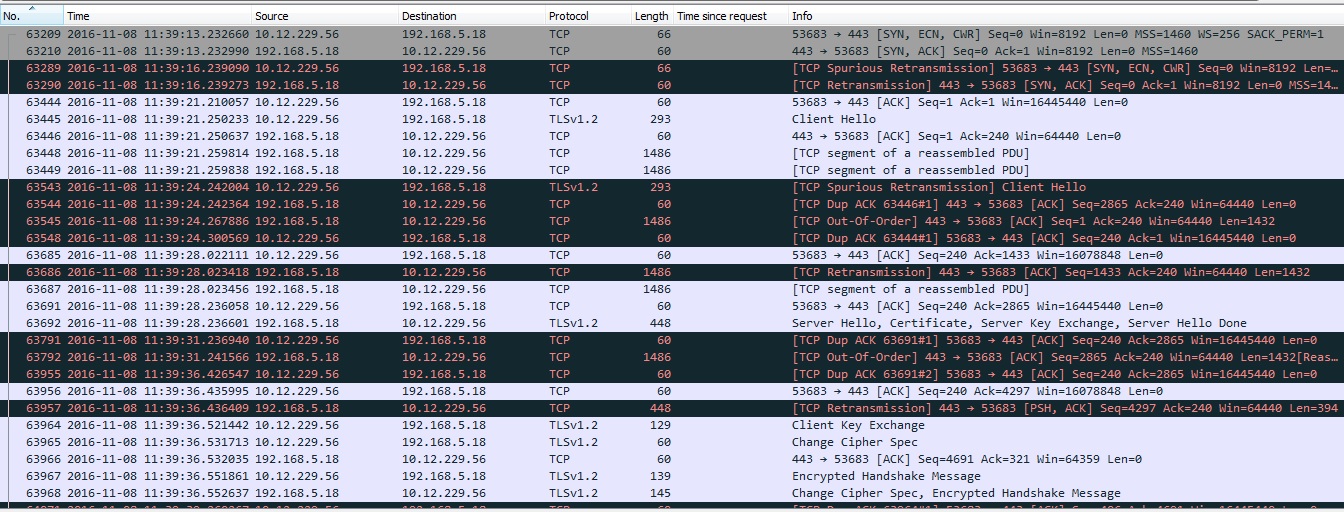 No. Time Source Destination Protocol Length Time since request Info
63209 2016-11-08 11:39:13.232660 10.12.229.56 192.168.5.18 TCP 66 53683 → 443 [SYN, ECN, CWR] Seq=0 Win=8192 Len=0 MSS=1460 WS=256 SACK_PERM=1
63210 2016-11-08 11:39:13.232990 192.168.5.18 10.12.229.56 TCP 60 443 → 53683 [SYN, ACK] Seq=0 Ack=1 Win=8192 Len=0 MSS=1460
63289 2016-11-08 11:39:16.239090 10.12.229.56 192.168.5.18 TCP 66 [TCP Spurious Retransmission] 53683 → 443 [SYN, ECN, CWR] Seq=0 Win=8192 Len=…
63290 2016-11-08 11:39:16.239273 192.168.5.18 10.12.229.56 TCP 60 [TCP Retransmission] 443 → 53683 [SYN, ACK] Seq=0 Ack=1 Win=8192 Len=0 MSS=14…
63444 2016-11-08 11:39:21.210057 10.12.229.56 192.168.5.18 TCP 60 53683 → 443 [ACK] Seq=1 Ack=1 Win=16445440 Len=0
63445 2016-11-08 11:39:21.250233 10.12.229.56 192.168.5.18 TLSv1.2 293 Client Hello
63446 2016-11-08 11:39:21.250637 192.168.5.18 10.12.229.56 TCP 60 443 → 53683 [ACK] Seq=1 Ack=240 Win=64440 Len=0
63448 2016-11-08 11:39:21.259814 192.168.5.18 10.12.229.56 TCP 1486 [TCP segment of a reassembled PDU]
63449 2016-11-08 11:39:21.259838 192.168.5.18 10.12.229.56 TCP 1486 [TCP segment of a reassembled PDU]
63543 2016-11-08 11:39:24.242004 10.12.229.56 192.168.5.18 TLSv1.2 293 [TCP Spurious Retransmission] Client Hello
63544 2016-11-08 11:39:24.242364 192.168.5.18 10.12.229.56 TCP 60 [TCP Dup ACK 63446#1] 443 → 53683 [ACK] Seq=2865 Ack=240 Win=64440 Len=0
63545 2016-11-08 11:39:24.267886 192.168.5.18 10.12.229.56 TCP 1486 [TCP Out-Of-Order] 443 → 53683 [ACK] Seq=1 Ack=240 Win=64440 Len=1432
63548 2016-11-08 11:39:24.300569 10.12.229.56 192.168.5.18 TCP 60 [TCP Dup ACK 63444#1] 53683 → 443 [ACK] Seq=240 Ack=1 Win=16445440 Len=0
63685 2016-11-08 11:39:28.022111 10.12.229.56 192.168.5.18 TCP 60 53683 → 443 [ACK] Seq=240 Ack=1433 Win=16078848 Len=0
63686 2016-11-08 11:39:28.023418 192.168.5.18 10.12.229.56 TCP 1486 [TCP Retransmission] 443 → 53683 [ACK] Seq=1433 Ack=240 Win=64440 Len=1432
63687 2016-11-08 11:39:28.023456 192.168.5.18 10.12.229.56 TCP 1486 [TCP segment of a reassembled PDU]
63691 2016-11-08 11:39:28.236058 10.12.229.56 192.168.5.18 TCP 60 53683 → 443 [ACK] Seq=240 Ack=2865 Win=16445440 Len=0
63692 2016-11-08 11:39:28.236601 192.168.5.18 10.12.229.56 TLSv1.2 448 Server Hello, Certificate, Server Key Exchange, Server Hello Done
63791 2016-11-08 11:39:31.236940 10.12.229.56 192.168.5.18 TCP 60 [TCP Dup ACK 63691#1] 53683 → 443 [ACK] Seq=240 Ack=2865 Win=16445440 Len=0
63792 2016-11-08 11:39:31.241566 192.168.5.18 10.12.229.56 TCP 1486 [TCP Out-Of-Order] 443 → 53683 [ACK] Seq=2865 Ack=240 Win=64440 Len=1432[Reas…
63955 2016-11-08 11:39:36.426547 10.12.229.56 192.168.5.18 TCP 60 [TCP Dup ACK 63691#2] 53683 → 443 [ACK] Seq=240 Ack=2865 Win=16445440 Len=0
63956 2016-11-08 11:39:36.435995 10.12.229.56 192.168.5.18 TCP 60 53683 → 443 [ACK] Seq=240 Ack=4297 Win=16078848 Len=0
63957 2016-11-08 11:39:36.436409 192.168.5.18 10.12.229.56 TCP 448 [TCP Retransmission] 443 → 53683 [PSH, ACK] Seq=4297 Ack=240 Win=64440 Len=394
63964 2016-11-08 11:39:36.521442 10.12.229.56 192.168.5.18 TLSv1.2 129 Client Key Exchange
63965 2016-11-08 11:39:36.531713 10.12.229.56 192.168.5.18 TLSv1.2 60 Change Cipher Spec
63966 2016-11-08 11:39:36.532035 192.168.5.18 10.12.229.56 TCP 60 443 → 53683 [ACK] Seq=4691 Ack=321 Win=64359 Len=0
63967 2016-11-08 11:39:36.551861 10.12.229.56 192.168.5.18 TLSv1.2 139 Encrypted Handshake Message
63968 2016-11-08 11:39:36.552637 192.168.5.18 10.12.229.56 TLSv1.2 145 Change Cipher Spec, Encrypted Handshake Message